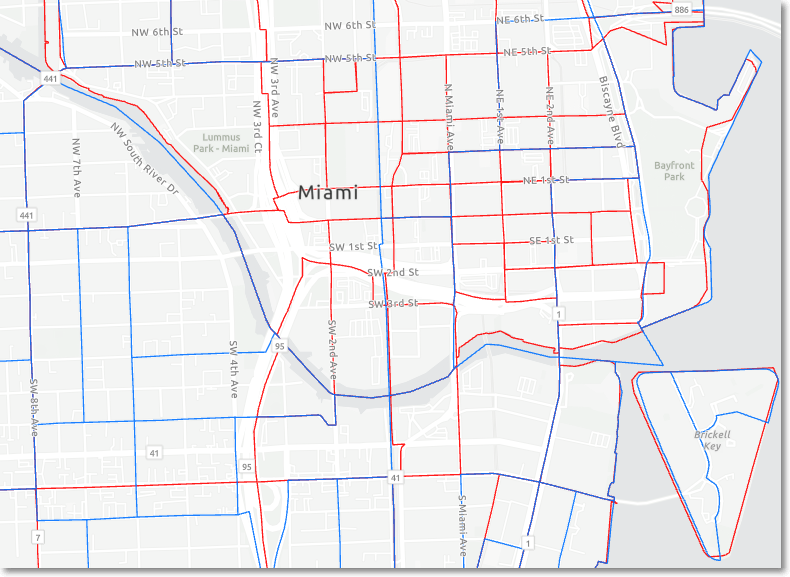 886
NE 6th St
NW 6th St
NW 6th St
NE 5th St
NW 5th St
NW 5th St
441
NW 3rd Ave
N Miami Ave
NE 1st Ave
NE 2nd Ave
Biscayne Blvd
NW 3rd Ct
NW 7th Ave
NW South River Dr
Lummus
Park - Miami
Bayfront
Park
NE 1st St
Miami
441
SW 1st St
SE 1st St
SW 2nd St
SW 3rd St
1
95
SW 2nd Ave
SW 4th Ave
SW 8th Ave
Brickell
Key
41
95
41
S Miami Ave
7
1